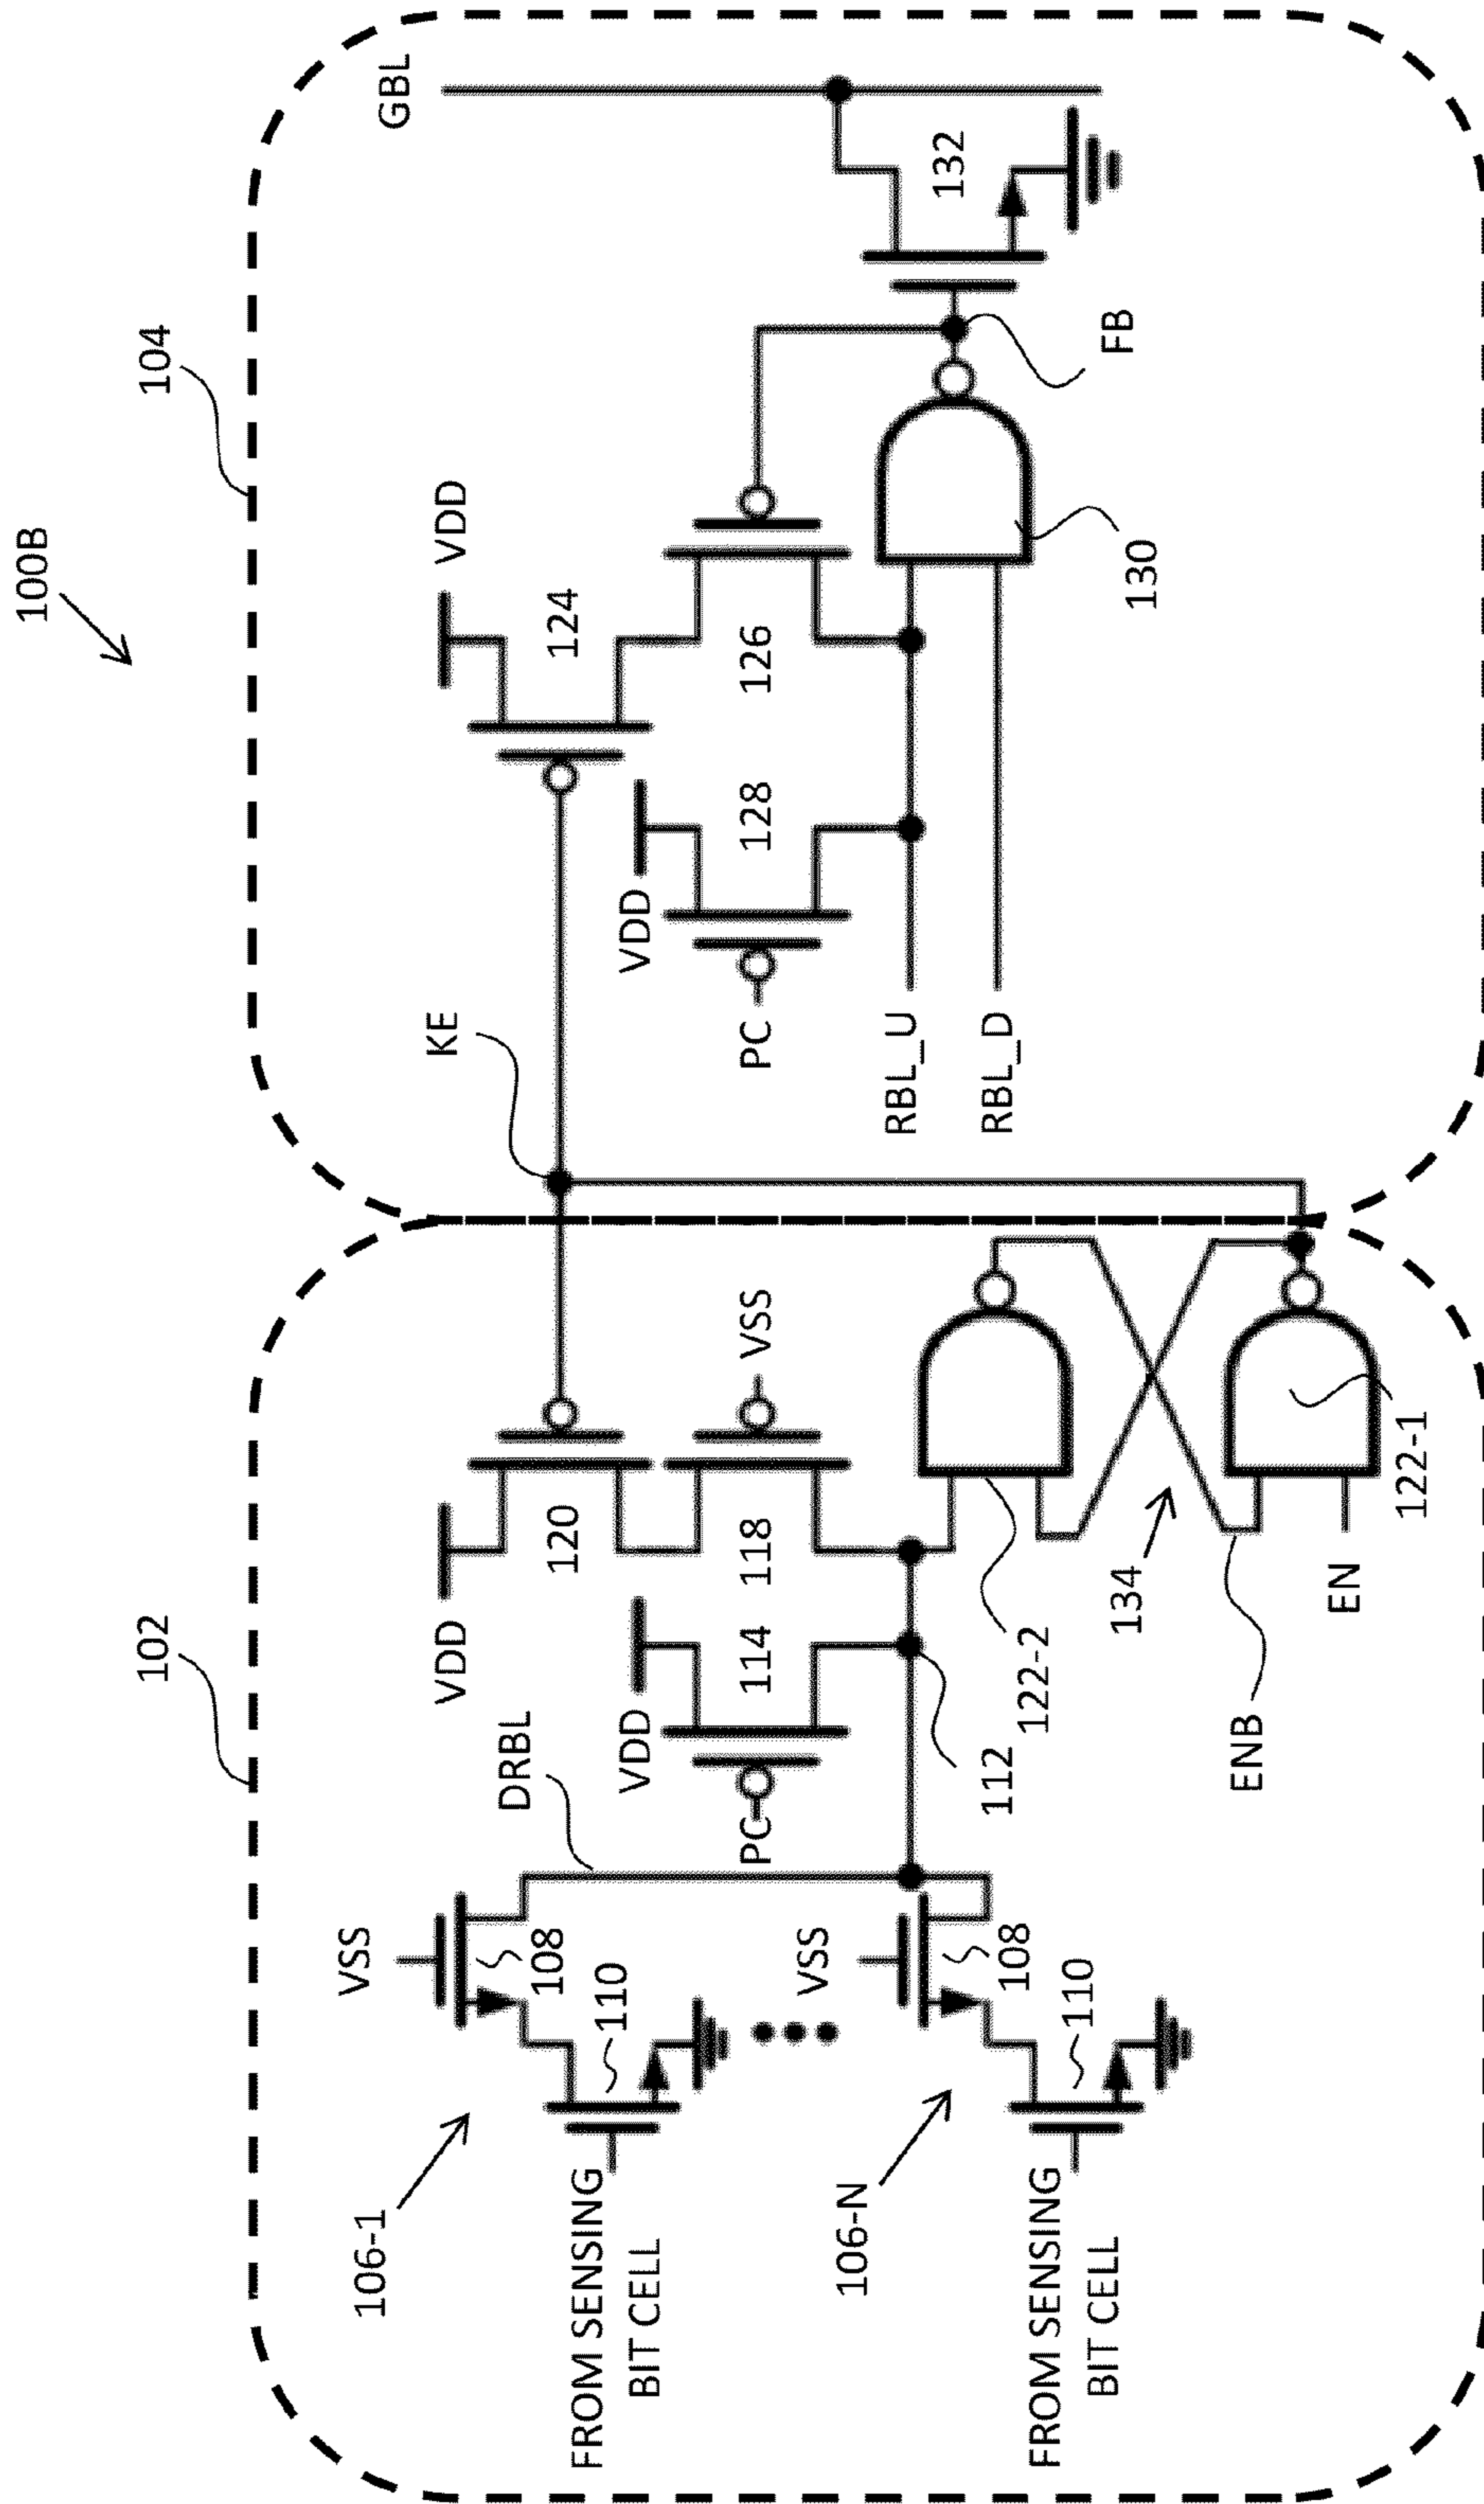 100B
102
104
VSS
108
110
106-1
FROM SENSING
BIT CELL
VSS
108
110
106-N
FROM SENSING
BIT CELL
DRBL
VDD
120
VDD
114
PC
118
VSS
112
122-2
134
ENB
EN
122-1
KE
VDD
124
VDD
128
PC
126
RBL_U
RBL_D
130
FB
132
GBL